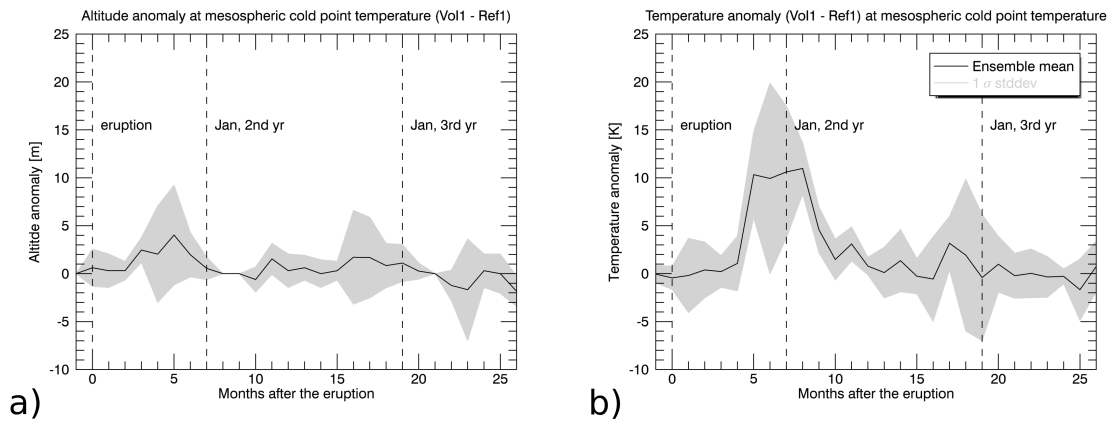 Altitude anomaly at mesospheric cold point temperature (Vol1 - Ref1)
25
20
15
10
5
0
-5
-10
Altitde anomaly [m]
eruption
Jan, 2nd yr
Jan, 3rd yr
0 5 10 15 20 25
Months after the eruption
a)
Temperature anomaly (Vol1 - Ref1) at mesospheric cold point temperature
25
20
15
10
5
0
-5
-10
Temperature anomaly [K]
Ensemble mean
1 σ stddev
eruption
Jan, 2nd yr
Jan, 3rd yr
0 5 10 15 20 25
Months after the eruption
b)